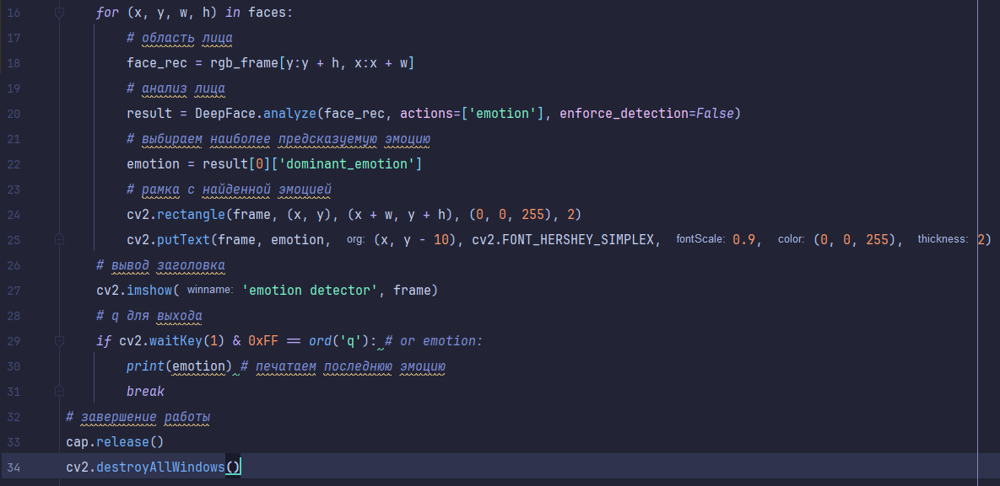 16 for (x, y, w, h) in faces:
17 # область лица
18 face_rec = rgb_frame[y:y + h, x:x + w]
19 # анализ лица
20 result = DeepFace.analyze(face_rec, actions=['emotion'], enforce_detection=False)
21 # выбираем наиболее предсказуемую эмоцию
22 emotion = result[0]['dominant_emotion']
23 # рамка с найденной эмоцией
24 cv2.rectangle(frame, (x, y), (x + w, y + h), (0, 0, 255), 2)
25 cv2.putText(frame, emotion, org: (x, y - 10), cv2.FONT_HERSHEY_SIMPLEX, fontScale: 0.9, color: (0, 0, 255), thickness: 2)
26 # вывод заголовка
27 cv2.imshow( winname: 'emotion detector', frame)
28 # q для выхода
29 if cv2.waitKey(1) & 0xFF == ord('q'): # or emotion:
30 print(emotion) # печатаем последнюю эмоцию
31 break
32 # завершение работы
33 cap.release()
34 cv2.destroyAllWindows()